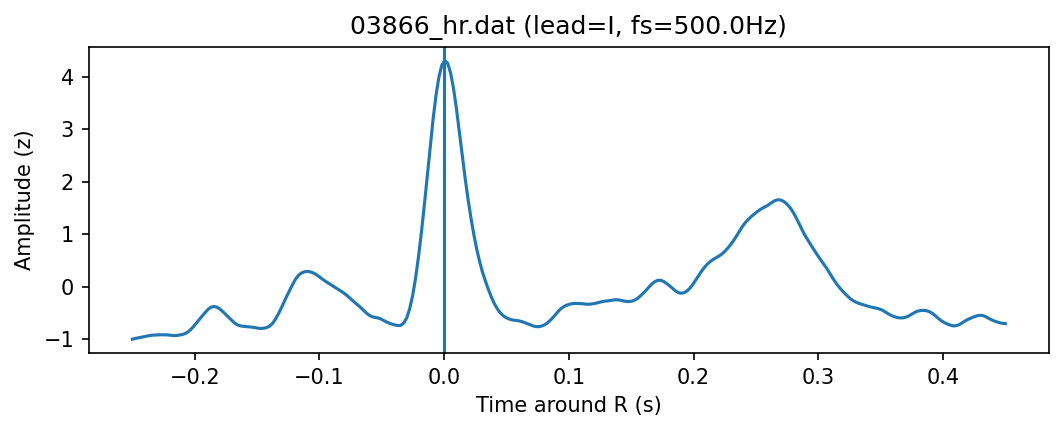 03866_hr.dat (lead=I, fs=500.0Hz)
Amplitude (z)
4
3
2
1
0
−1
−0.2 −0.1 0.0 0.1 0.2 0.3 0.4
Time around R (s)